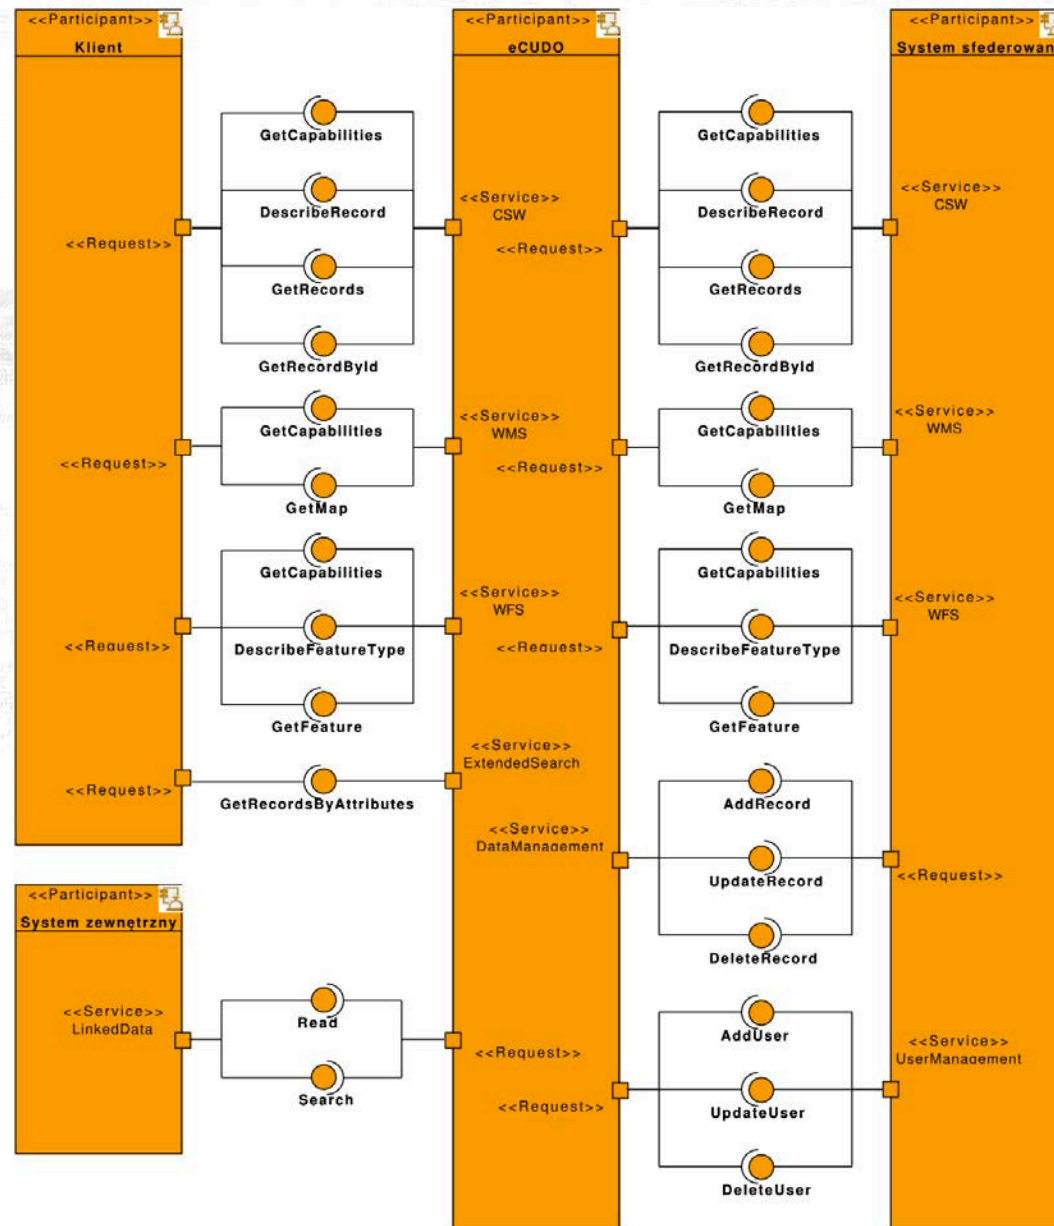 <<Participant>>
Klient
<<Participant>>
eCUDO
<<Participant>>
System sfederowan
GetCapabilities
GetCapabilities
<<Service>>
CSW
<<Service>>
CSW
DescribeRecord
DescribeRecord
<<Request>>
<<Request>>
GetRecords
GetRecords
GetRecordById
GetRecordById
<<Service>>
WMS
<<Service>>
WMS
GetCapabilities
GetCapabilities
<<Request>>
<<Request>>
GetMap
GetMap
GetCapabilities
GetCapabilities
<<Service>>
WFS
<<Service>>
WFS
<<Request>>
DescribeFeatureType
<<Request>>
DescribeFeatureType
GetFeature
GetFeature
<<Service>>
ExtendedSearch
<<Request>>
GetRecordsByAttributes
AddRecord
<<Service>>
DataManagement
UpdateRecord
<<Request>>
DeleteRecord
<<Participant>>
System zewnętrzny
<<Service>>
LinkedData
Read
Search
<<Request>>
AddUser
<<Service>>
UserManagement
<<Request>>
UpdateUser
DeleteUser